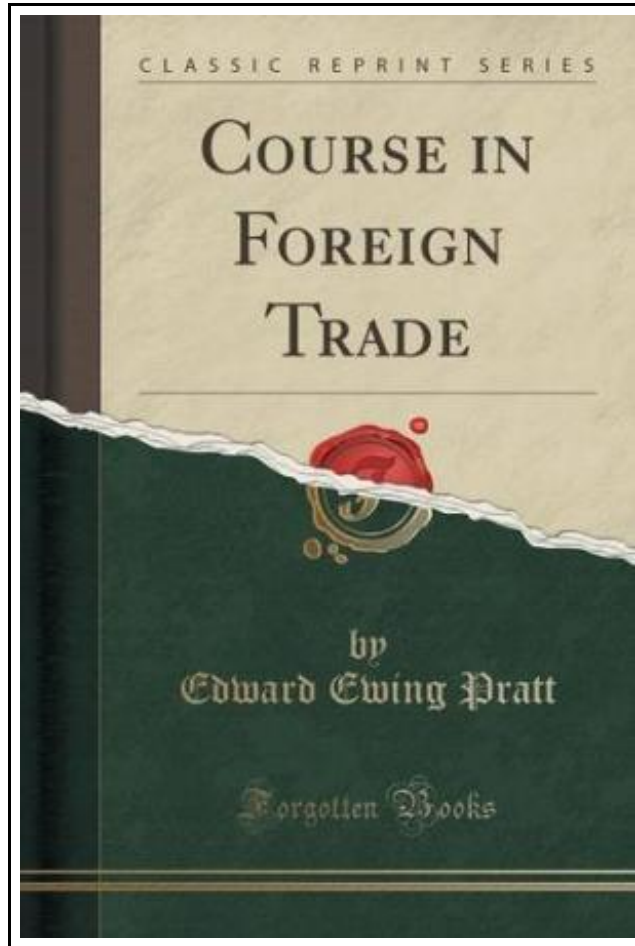 CLASSIC REPRINT SERIES
COURSE IN
FOREIGN
TRADE
by
Edward Ewing Pratt
Forgotten Books